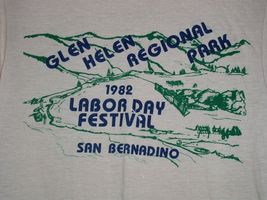 GLEN HELEN REGIONAL PARK
1982
LABOR DAY
FESTIVAL
SAN BERNADINO